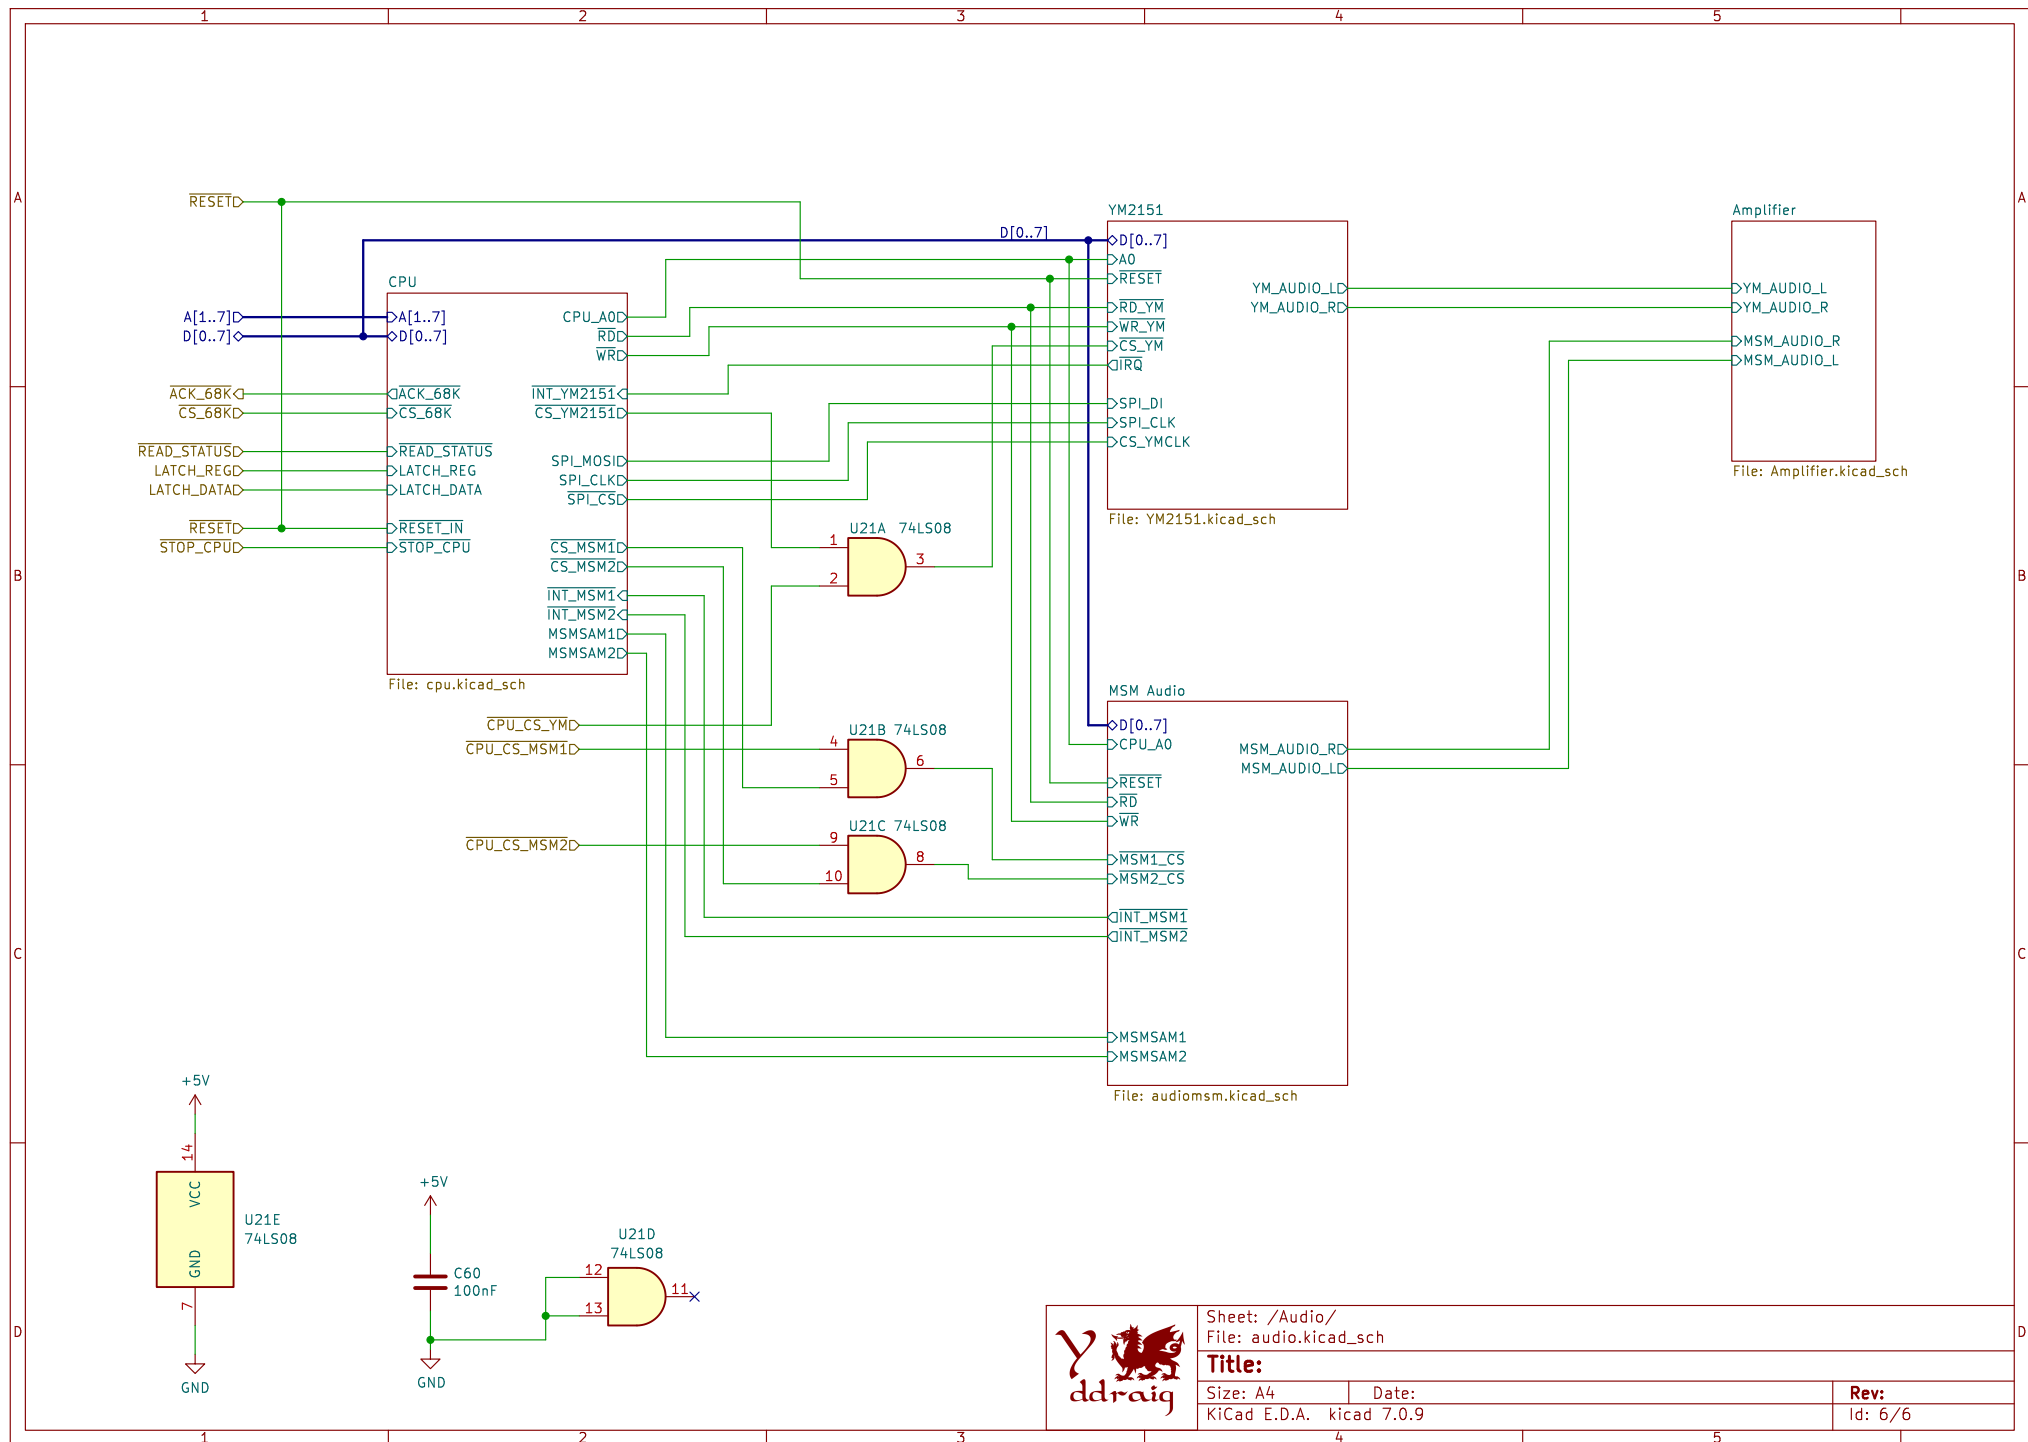 1 2 3 4 5
A A
B B
C C
D D
1 2 3 4 5
RESET
A[1..7]
D[0..7]
ACK_68K
CS_68K
READ_STATUS
LATCH_REG
LATCH_DATA
RESET
STOP_CPU
CPU
A[1..7]
D[0..7]
ACK_68K
CS_68K
READ_STATUS
LATCH_REG
LATCH_DATA
RESET_IN
STOP_CPU
CPU_A0
RD
WR
INT_YM2151
CS_YM2151
SPI_MOSI
SPI_CLK
SPI_CS
CS_MSM1
CS_MSM2
INT_MSM1
INT_MSM2
MSMSAM1
MSMSAM2
File: cpu.kicad_sch
D[0..7]
YM2151
D[0..7]
A0
RESET
RD_YM
WR_YM
CS_YM
IRQ
SPI_DI
SPI_CLK
CS_YMCLK
YM_AUDIO_L
YM_AUDIO_R
File: YM2151.kicad_sch
Amplifier
YM_AUDIO_L
YM_AUDIO_R
MSM_AUDIO_R
MSM_AUDIO_L
File: Amplifier.kicad_sch
U21A 74LS08
1
2
3
CPU_CS_YM
CPU_CS_MSM1
CPU_CS_MSM2
U21B 74LS08
4
5
6
U21C 74LS08
9
10
8
MSM Audio
D[0..7]
CPU_A0
RESET
RD
WR
MSM1_CS
MSM2_CS
INT_MSM1
INT_MSM2
MSMSAM1
MSMSAM2
MSM_AUDIO_R
MSM_AUDIO_L
File: audiomsm.kicad_sch
+5V
14
VCC
GND
7
U21E
74LS08
GND
+5V
C60
100nF
GND
U21D
74LS08
12
13
11
Y
ddraig
Sheet: /Audio/
File: audio.kicad_sch
Title:
Size: A4 Date: Rev:
KiCad E.D.A. kicad 7.0.9 Id: 6/6